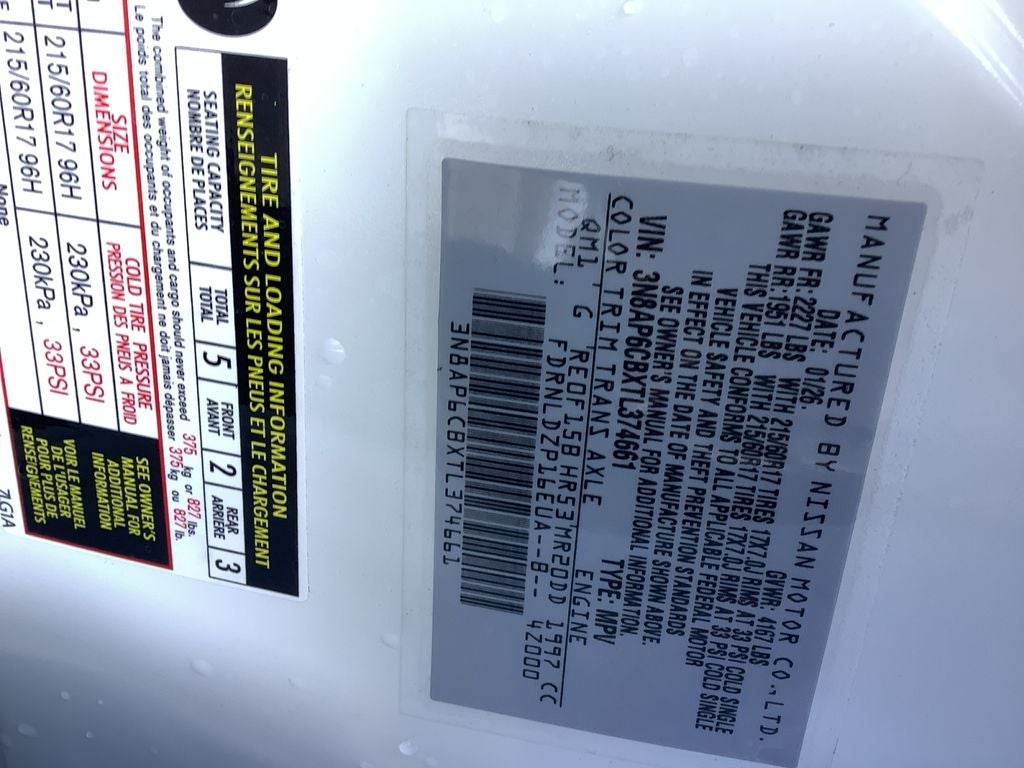 MANUFACTURED BY NISSAN MOTOR CO., LTD.
DATE: 01/26. GVWR: 4167 LBS
GAWR FR: 2227 LBS WITH 215/60R17 TIRES 17X7.0J RIMS AT 33 PSI COLD SINGLE
GAWR RR: 1951 LBS WITH 215/60R17 TIRES 17X7.0J RIMS AT 33 PSI COLD SINGLE
THIS VEHICLE CONFORMS TO ALL APPLICABLE FEDERAL MOTOR
VEHICLE SAFETY AND THEFT PREVENTION STANDARDS
IN EFFECT ON THE DATE OF MANUFACTURE SHOWN ABOVE.
SEE OWNER'S MANUAL FOR ADDITIONAL INFORMATION.
VIN: 3N8AP6CBXTL374661 TYPE: MPV
COLOR TRIM TRANS AXLE ENGINE
QM1, G RE0F15B HR53 MR20DD 1997 CC
MODEL: FDRNLDZP16EUA--B- 4Z000
3N8AP6CBXTL374661
TIRE AND LOADING INFORMATION
RENSEIGNEMENTS SUR LES PNEUS ET LE CHARGEMENT
SEATING CAPACITY TOTAL 5 FRONT 2 REAR 3
NOMBRE DE PLACES TOTAL AVANT ARRIÈRE
The combined weight of occupants and cargo should never exceed 375 kg or 827 lbs.
Le poids total des occupants et du chargement ne doit jamais dépasser 375 kg ou 827 lb.
SIZE
DIMENSIONS
COLD TIRE PRESSURE
PRESSION DES PNEUS A FROID
215/60R17 96H 230kPa, 33PSI
215/60R17 96H 230kPa, 33PSI
None
SEE OWNER'S
MANUAL FOR
ADDITIONAL
INFORMATION
VOIR LE MANUEL
DE L'USAGER
POUR PLUS DE
RENSEIGNEMENTS
7LG1A